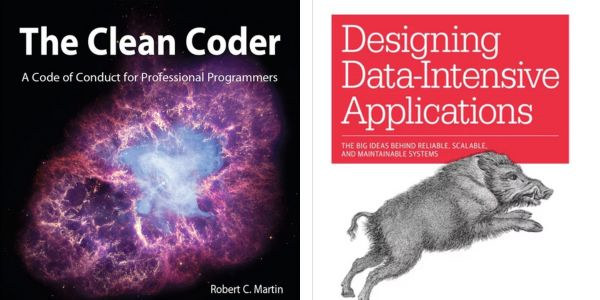 The Clean Coder
A Code of Conduct for Professional Programmers
Robert C. Martin
Designing
Data-Intensive
Applications
THE BIG IDEAS BEHIND RELIABLE, SCALABLE,
AND MAINTAINABLE SYSTEMS